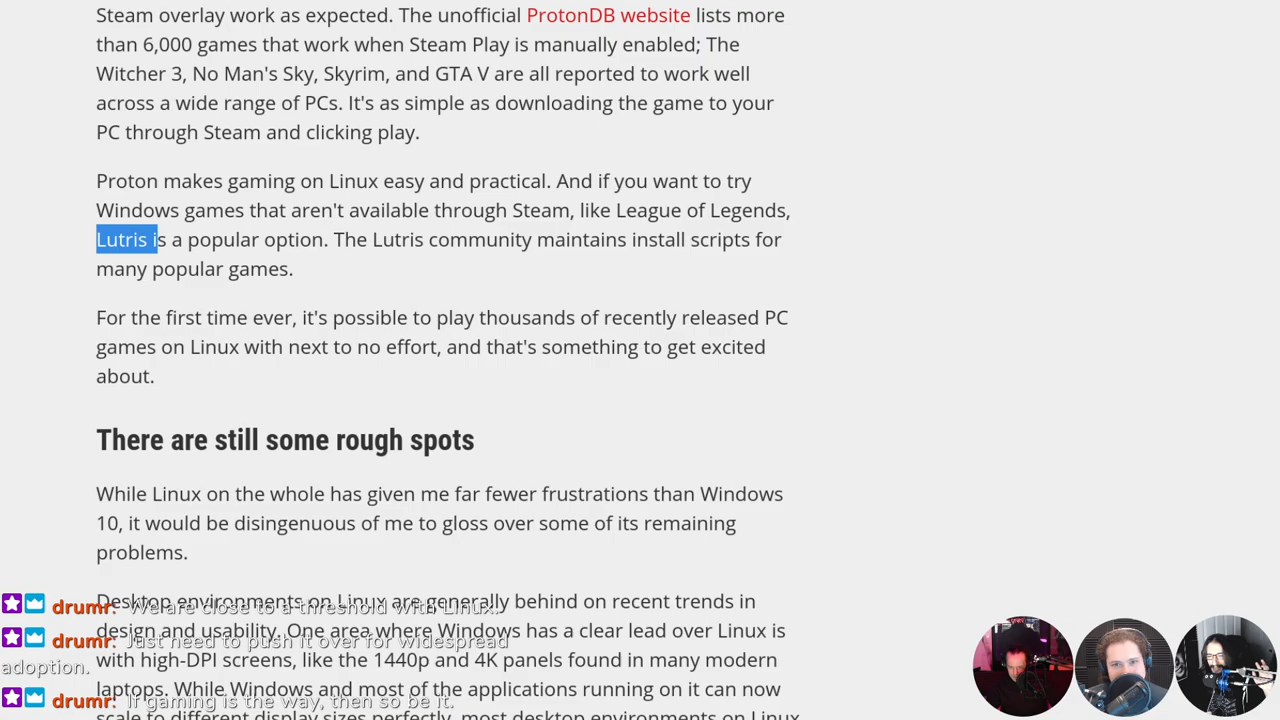 Steam overlay work as expected. The unofficial ProtonDB website lists more
than 6,000 games that work when Steam Play is manually enabled; The
Witcher 3, No Man's Sky, Skyrim, and GTA V are all reported to work well
across a wide range of PCs. It's as simple as downloading the game to your
PC through Steam and clicking play.
Proton makes gaming on Linux easy and practical. And if you want to try
Windows games that aren't available through Steam, like League of Legends,
Lutris is a popular option. The Lutris community maintains install scripts for
many popular games.
For the first time ever, it's possible to play thousands of recently released PC
games on Linux with next to no effort, and that's something to get excited
about.
There are still some rough spots
While Linux on the whole has given me far fewer frustrations than Windows
10, it would be disingenuous of me to gloss over some of its remaining
problems.
Desktop environments on Linux are generally behind on recent trends in
drumr: We are close to a threshold with Linux..
design and usability. One area where Windows has a clear lead over Linux is
drumr: Just need to push it over for widespread
adoption.
with high-DPI screens, like the 1440p and 4K panels found in many modern
laptops. While Windows and most of the applications running on it can now
drumr: If gaming is the way, then so be it.
scale to different display sizes perfectly, most desktop environments on Linux